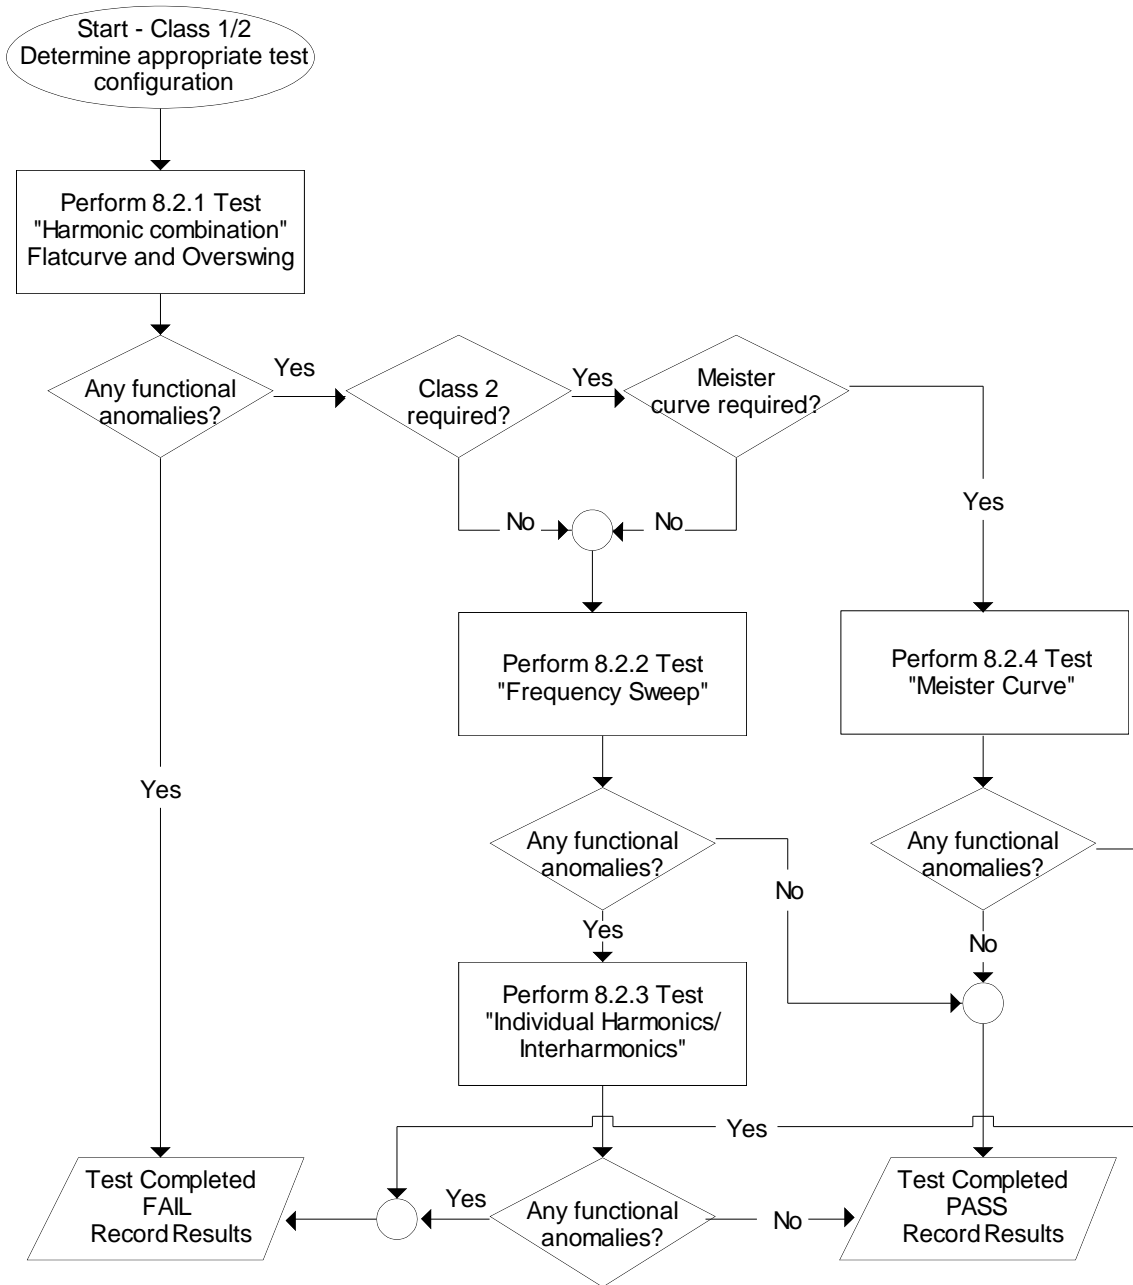 Start - Class 1/2
Determine appropriate test
configuration
Perform 8.2.1 Test
"Harmonic combination"
Flatcurve and Overswing
Any functional
anomalies?
Yes
Class 2
required?
Yes
Meister
curve required?
Yes
No
No
Perform 8.2.2 Test
"Frequency Sweep"
Perform 8.2.4 Test
"Meister Curve"
Yes
Any functional
anomalies?
No
Any functional
anomalies?
Yes
No
Perform 8.2.3 Test
"Individual Harmonics/
Interharmonics"
Yes
Test Completed
FAIL
Record Results
Yes
Any functional
anomalies?
No
Test Completed
PASS
Record Results